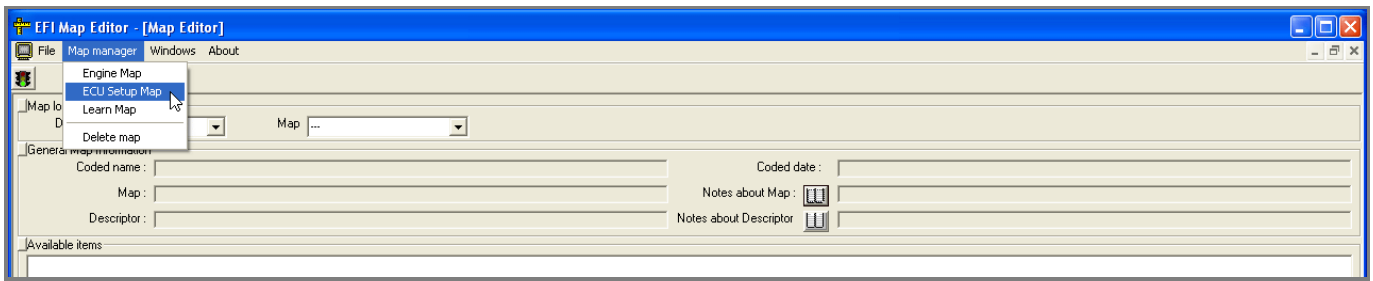 EFI Map Editor - [Map Editor]
File Map manager Windows About
Engine Map
ECU Setup Map
Learn Map
Delete map
Map lo
D
Map ---
General Map Information
Coded name :
Coded date :
Map :
Notes about Map :
Descriptor :
Notes about Descriptor
Available items